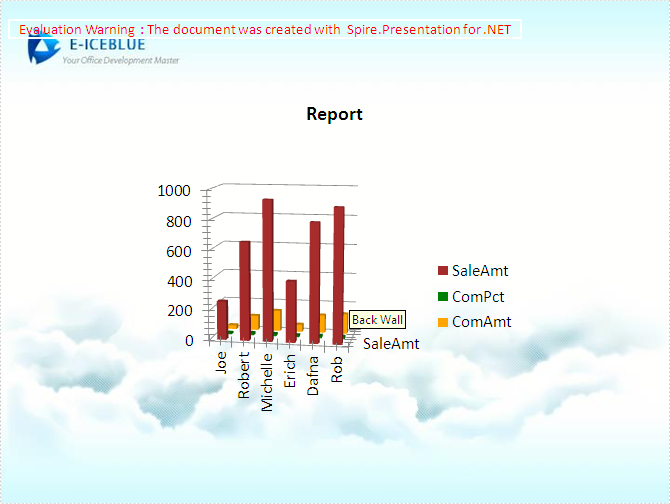 Evaluation Warning : The document was created with Spire.Presentation for .NET
E-ICEBLUE
Your Office Development Master
Report
1000
800
600
400
200
0
Joe
Robert
Michelle
Erich
Dafna
Rob
Back Wall
SaleAmt
SaleAmt
ComPct
ComAmt